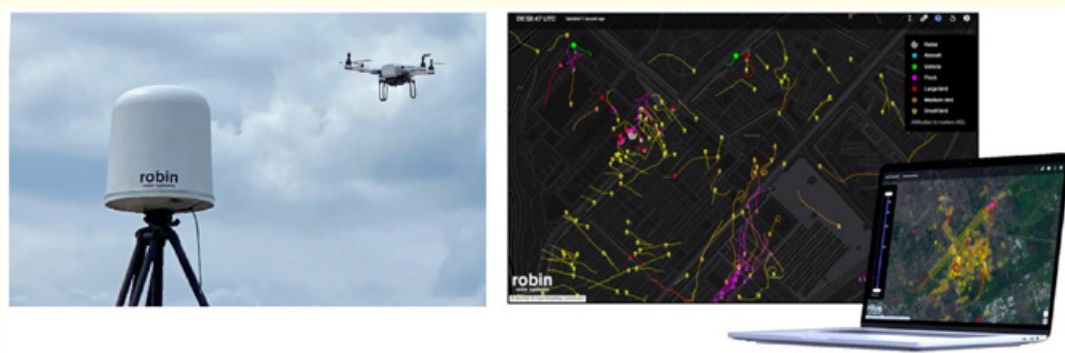 robin
radar systems
08:58:47 UTC
Updated 1 second ago
Radar
Aircraft
Vehicle
Flock
Large bird
Medium bird
Small bird
Altitudes in meters AGL
robin
radar systems
robin